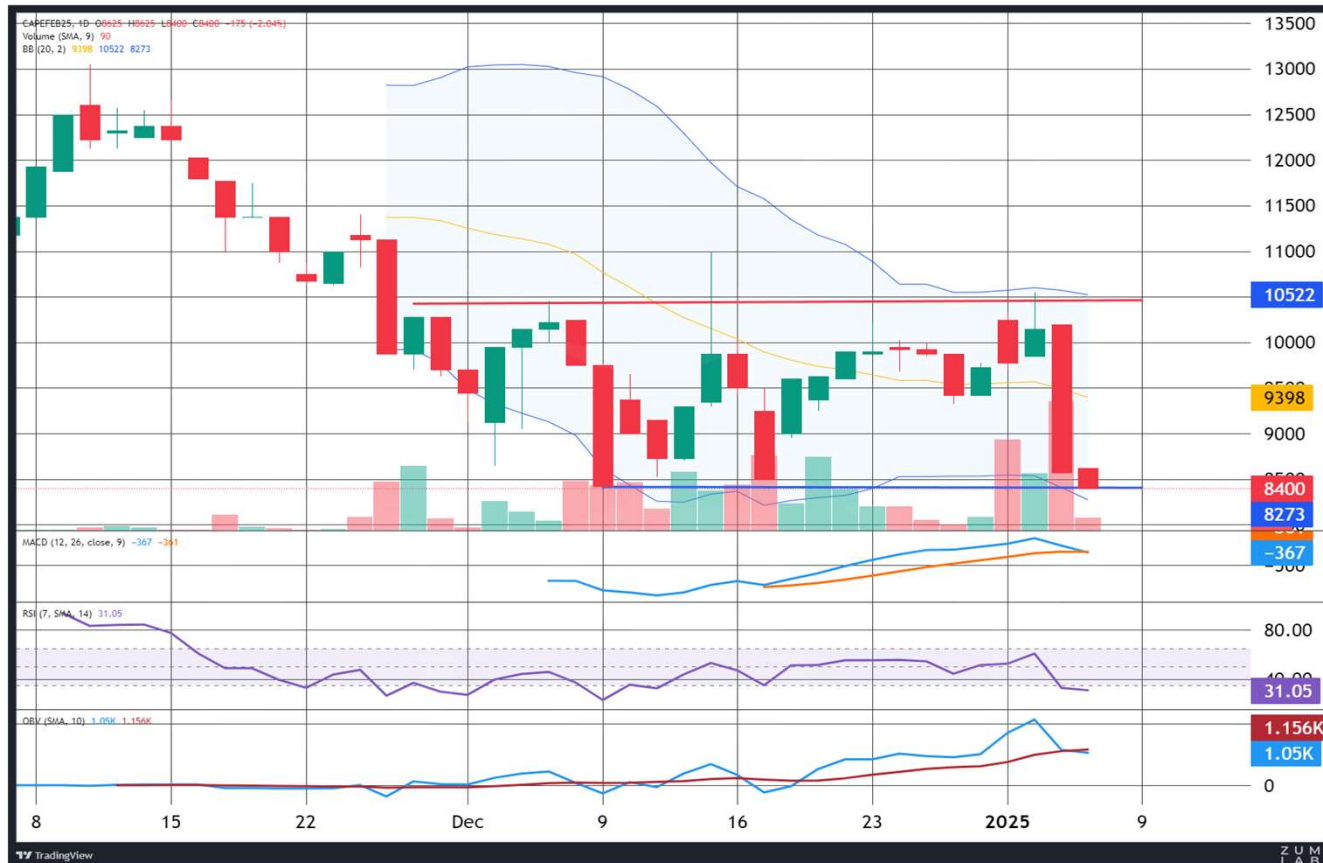 CAPEFEB25, 1D O8625 H8625 L8400 C8400 −175 (−2.04%)
Volume (SMA, 9) 90
BB (20, 2) 9398 10522 8273
13500
13000
12500
12000
11500
11000
10522
10000
9398
9000
8400
8273
MACD (12, 26, close, 9) −367 −361
−367
RSI (7, SMA, 14) 31.05
80.00
31.05
OBV (SMA, 10) 1.05K 1.156K
1.156K
1.05K
0
8 15 22 Dec 9 16 23 2025 9
TradingView
ZUM
LAB